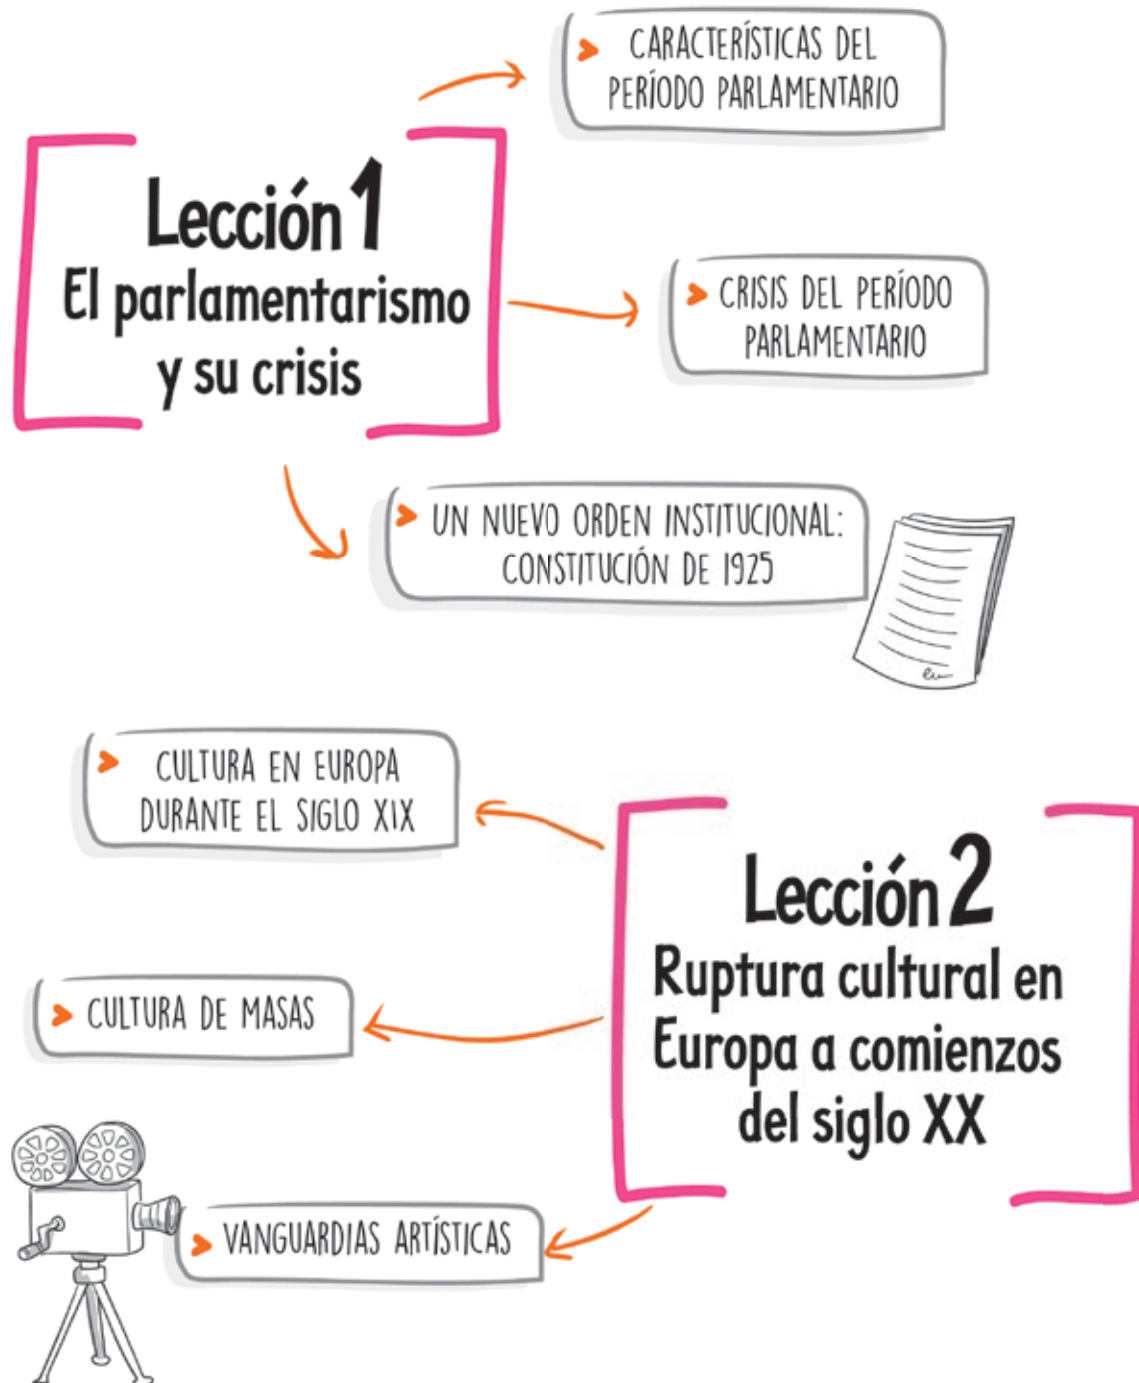 CARACTERÍSTICAS DEL
PERÍODO PARLAMENTARIO
Lección 1
El parlamentarismo
y su crisis
CRISIS DEL PERÍODO
PARLAMENTARIO
UN NUEVO ORDEN INSTITUCIONAL:
CONSTITUCIÓN DE 1925
CULTURA EN EUROPA
DURANTE EL SIGLO XIX
Lección 2
Ruptura cultural en
Europa a comienzos
del siglo XX
CULTURA DE MASAS
VANGUARDIAS ARTÍSTICAS